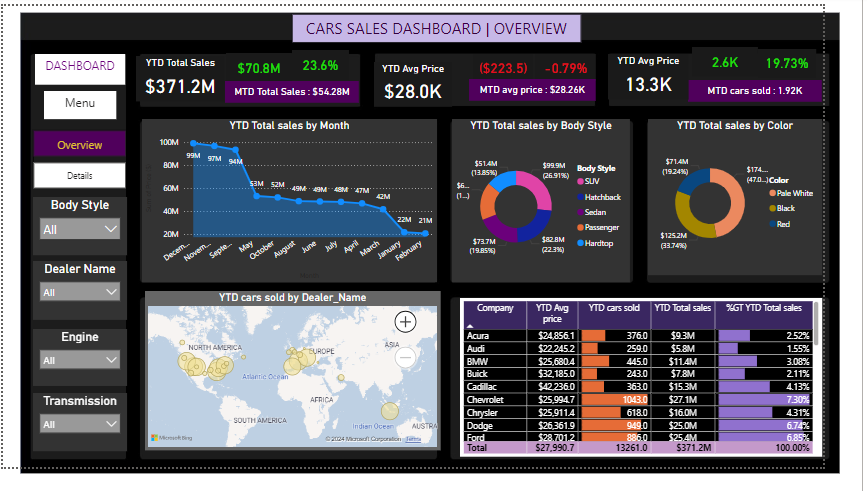 CARS SALES DASHBOARD | OVERVIEW
DASHBOARD
Menu
Overview
Details
Body Style
All
Dealer Name
All
Engine
All
Transmission
All
YTD Total Sales
$371.2M
$70.8M 23.6%
MTD Total Sales : $54.28M
YTD Avg Price
$28.0K
($223.5) -0.79%
MTD avg price : $28.26K
YTD Avg Price
13.3K
2.6K 19.73%
MTD cars sold : 1.92K
YTD Total sales by Month
100M
80M
60M
40M
20M
99M 97M 94M 53M 52M 49M 49M 48M 47M 42M 22M 21M
Decem... Novem... Septe... May October August June July April March January February
YTD Total sales by Body Style
$51.4M
(13.85%)
$6...
(1...)
$73.7M
(19.85%)
$99.9M
(26.91%)
$82.8M
(22.3%)
Body Style
SUV
Hatchback
Sedan
Passenger
Hardtop
YTD Total sales by Color
$71.4M
(19.24%)
$125.2M
(33.74%)
$174....
(47.0...)
Color
Pale White
Black
Red
YTD cars sold by Dealer_Name
NORTH AMERICA
EUROPE
ASIA
Atlantic Ocean
AFRICA
SOUTH AMERICA
Indian Ocean
AUSTRA
Microsoft Bing
© 2024 Microsoft Corporation Terms
Company YTD Avg price YTD cars sold YTD Total sales %GT YTD Total sales
Acura $24,856.1 376.0 $9.3M 2.52%
Audi $22,245.2 259.0 $5.8M 1.55%
BMW $25,680.4 445.0 $11.4M 3.08%
Buick $32,185.0 243.0 $7.8M 2.11%
Cadillac $42,236.0 363.0 $15.3M 4.13%
Chevrolet $25,994.7 1043.0 $27.1M 7.30%
Chrysler $25,911.4 618.0 $16.0M 4.31%
Dodge $26,361.9 949.0 $25.0M 6.74%
Ford $28,701.2 886.0 $25.4M 6.85%
Total $27,990.7 13261.0 $371.2M 100.00%